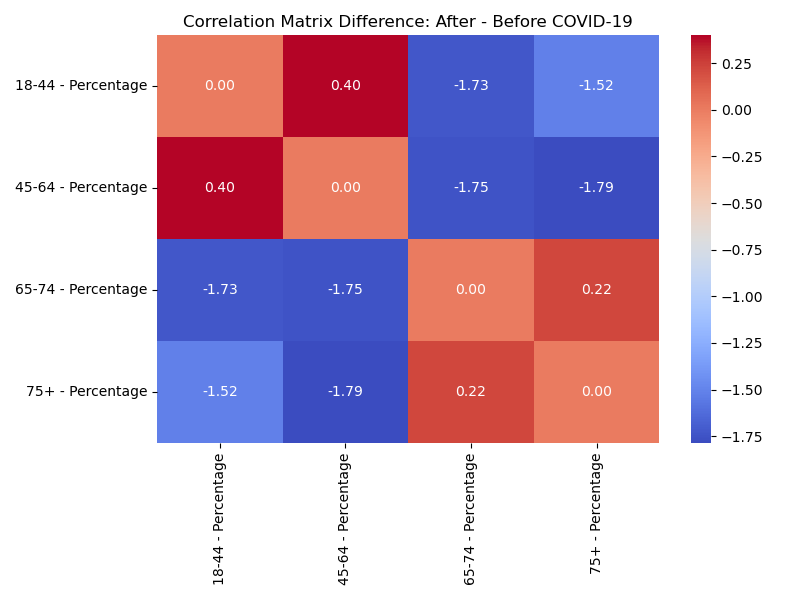 Correlation Matrix Difference: After - Before COVID-19
18-44 - Percentage
0.00
0.40
-1.73
-1.52
45-64 - Percentage
0.40
0.00
-1.75
-1.79
65-74 - Percentage
-1.73
-1.75
0.00
0.22
75+ - Percentage
-1.52
-1.79
0.22
0.00
18-44 - Percentage
45-64 - Percentage
65-74 - Percentage
75+ - Percentage
0.25
0.00
−0.25
−0.50
−0.75
−1.00
−1.25
−1.50
−1.75